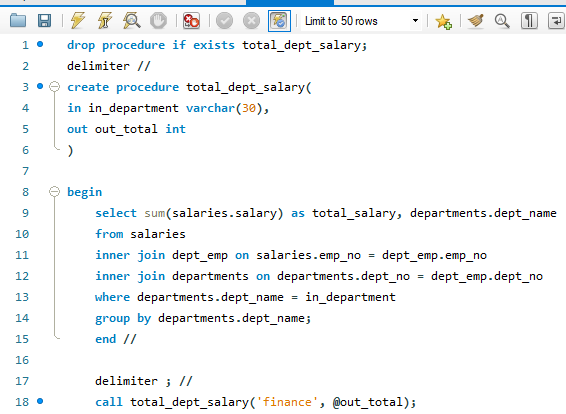 Limit to 50 rows
1 drop procedure if exists total_dept_salary;
2 delimiter //
3 create procedure total_dept_salary(
4 in in_department varchar(30),
5 out out_total int
6 )
7
8 begin
9 select sum(salaries.salary) as total_salary, departments.dept_name
10 from salaries
11 inner join dept_emp on salaries.emp_no = dept_emp.emp_no
12 inner join departments on departments.dept_no = dept_emp.dept_no
13 where departments.dept_name = in_department
14 group by departments.dept_name;
15 end //
16
17 delimiter ; //
18 call total_dept_salary('finance', @out_total);